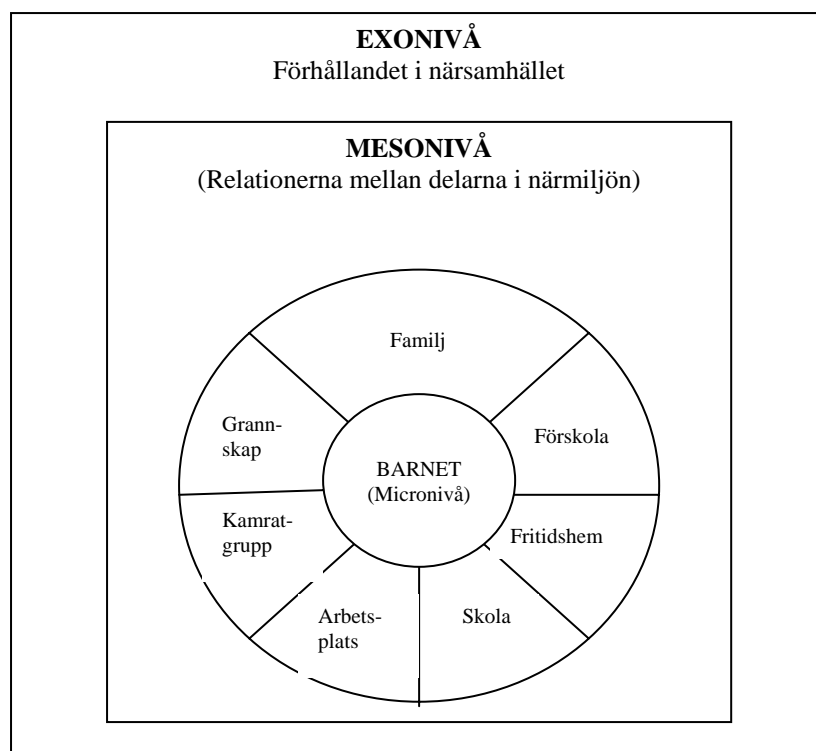 EXONIVÅ
Förhållandet i närsamhället
MESONIVÅ
(Relationerna mellan delarna i närmiljön)
Familj
Grann-
skap
Förskola
BARNET
(Micronivå)
Kamrat-
grupp
Fritidshem
Arbets-
plats
Skola